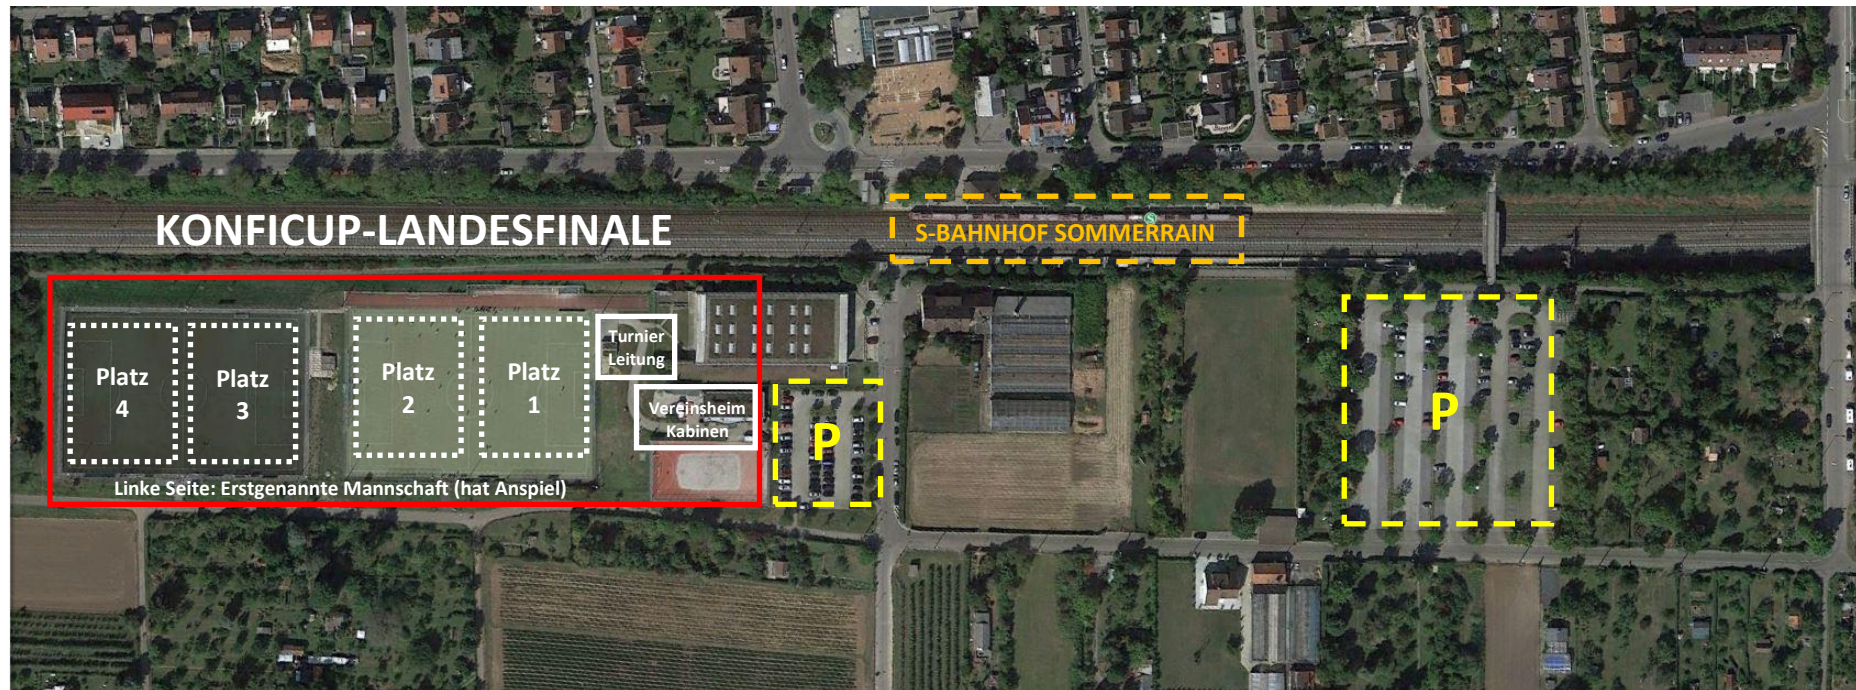 KONFICUP-LANDESFINALE
S
S-BAHNHOF SOMMERRAIN
Platz
4
Platz
3
Platz
2
Platz
1
Turnier
Leitung
Vereinsheim
Kabinen
P
P
Linke Seite: Erstgenannte Mannschaft (hat Anspiel)